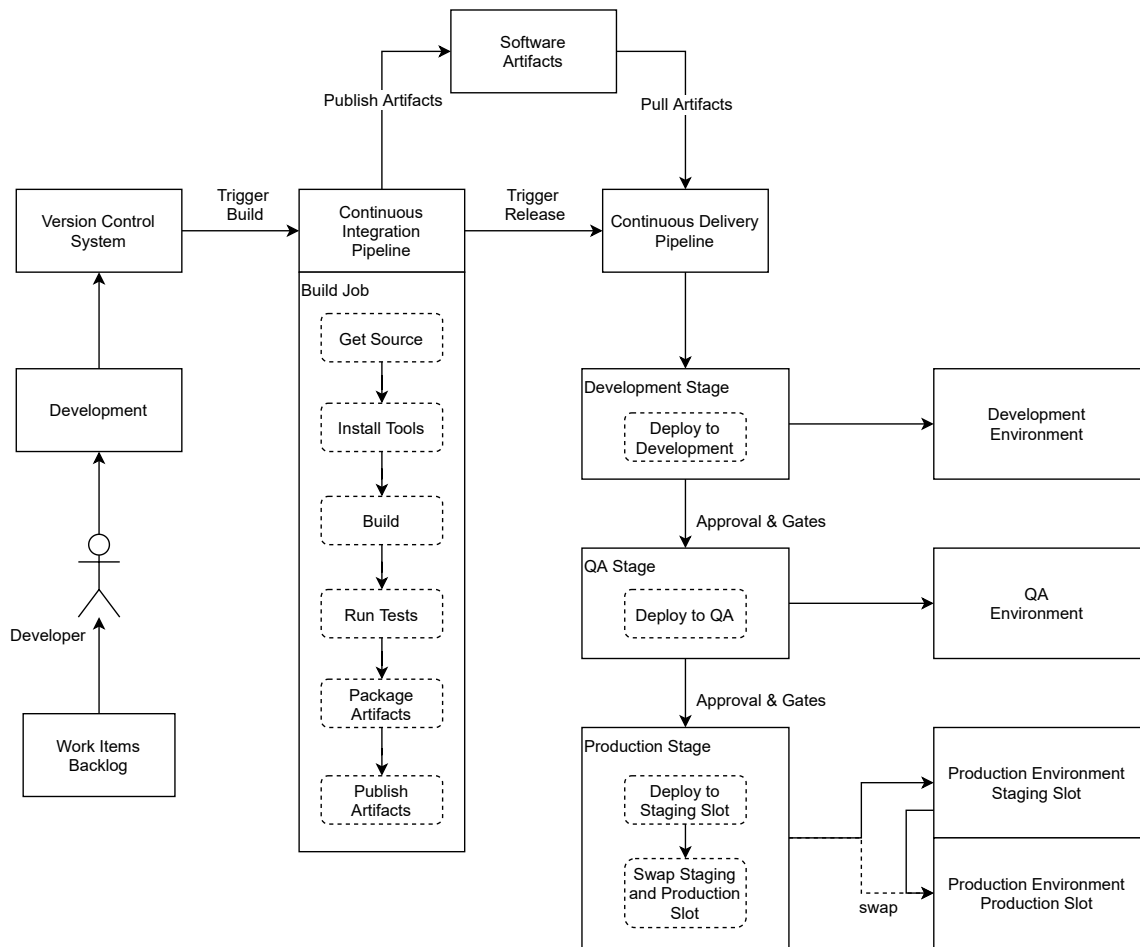 Software
Artifacts
Publish Artifacts
Pull Artifacts
Version Control
System
Trigger
Build
Continuous
Integration
Pipeline
Trigger
Release
Continuous Delivery
Pipeline
Build Job
Get Source
Install Tools
Build
Run Tests
Package
Artifacts
Publish
Artifacts
Development
Developer
Work Items
Backlog
Development Stage
Deploy to
Development
Development
Environment
Approval & Gates
QA Stage
Deploy to QA
QA
Environment
Approval & Gates
Production Stage
Deploy to
Staging Slot
Swap Staging
and Production
Slot
Production Environment
Staging Slot
swap
Production Environment
Production Slot